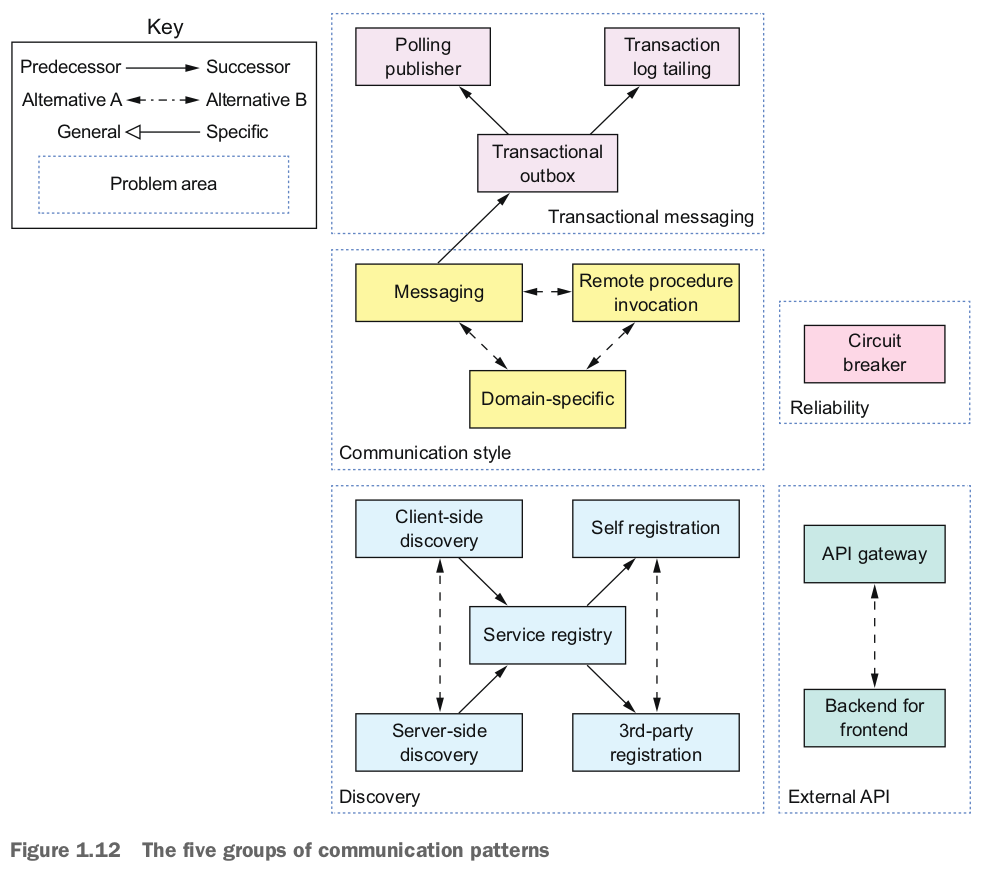 Key
Predecessor
Successor
Alternative A
Alternative B
General
Specific
Problem area
Polling
publisher
Transaction
log tailing
Transactional
outbox
Transactional messaging
Messaging
Remote procedure
invocation
Domain-specific
Communication style
Circuit
breaker
Reliability
Client-side
discovery
Self registration
Service registry
Server-side
discovery
3rd-party
registration
Discovery
API gateway
Backend for
frontend
External API
Figure 1.12 The five groups of communication patterns